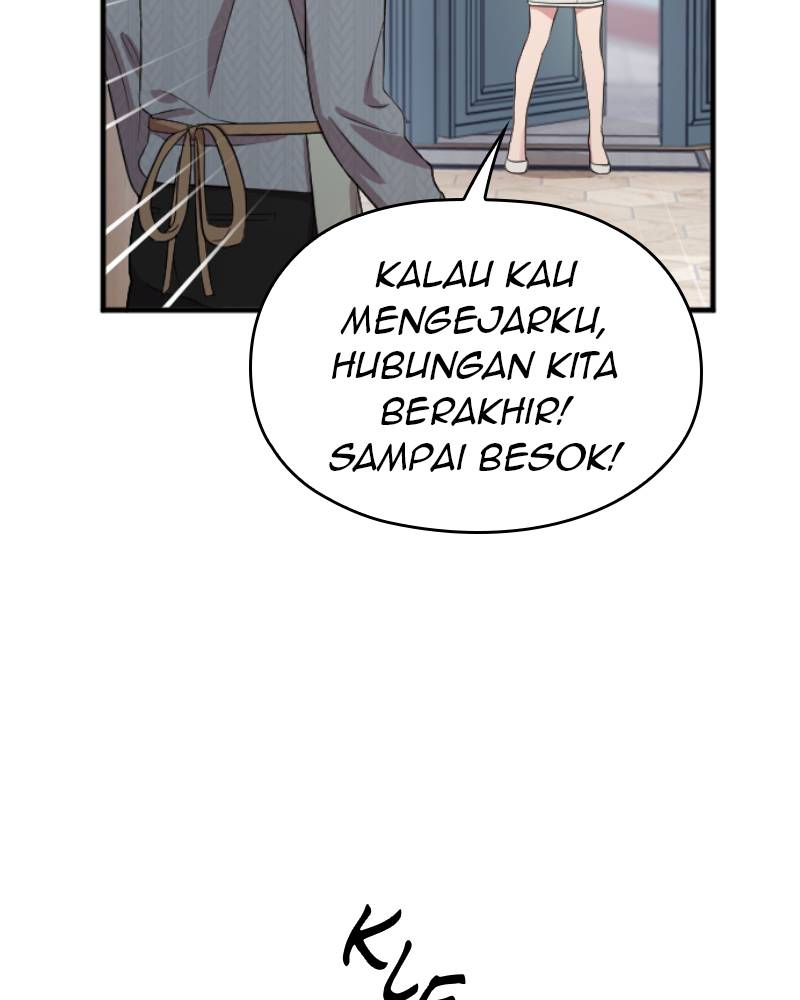 KALAU KAU
MENGEJARKU,
HUBUNGAN KITA
BERAKHIR!
SAMPAI BESOK!